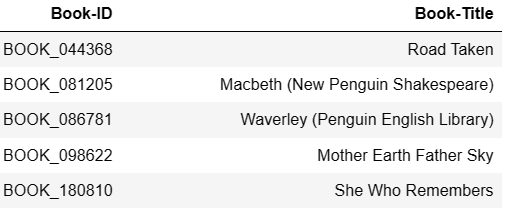 Book-ID Book-Title
BOOK_044368 Road Taken
BOOK_081205 Macbeth (New Penguin Shakespeare)
BOOK_086781 Waverley (Penguin English Library)
BOOK_098622 Mother Earth Father Sky
BOOK_180810 She Who Remembers